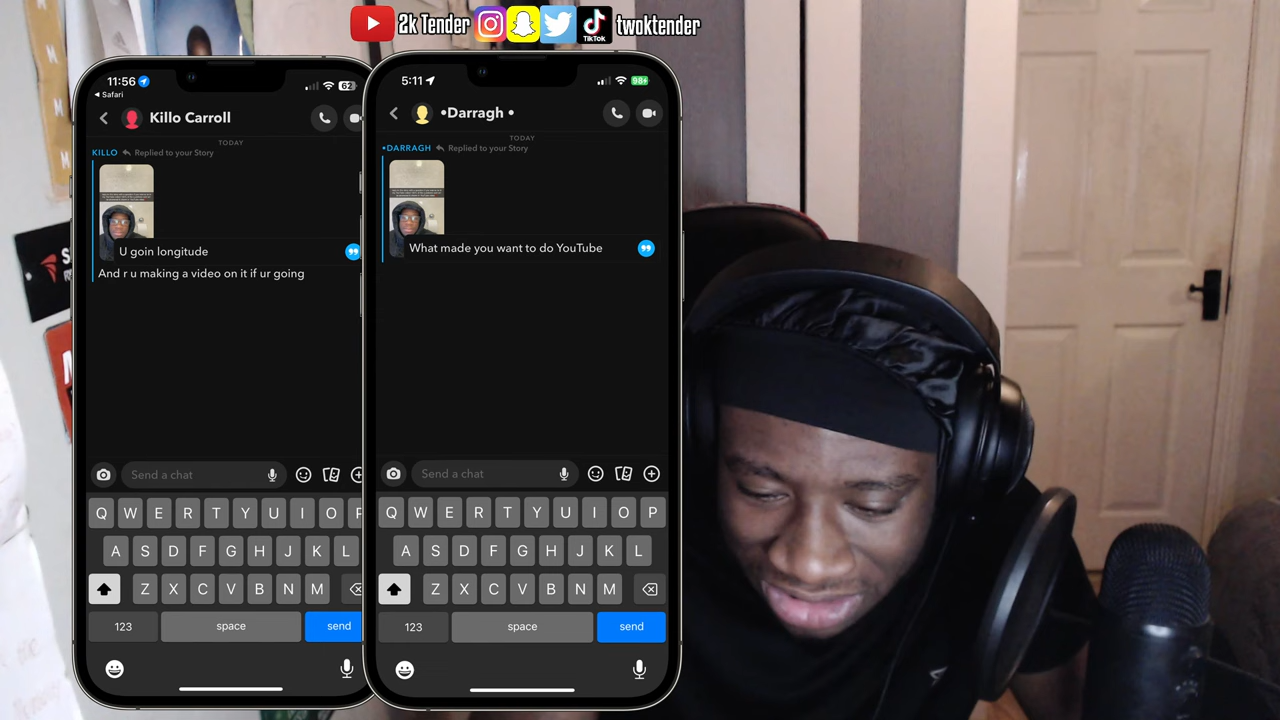 2k Tender
TikTok
twoktender
11:56
62
Safari
Killo Carroll
TODAY
KILLO Replied to your Story
U goin longitude
And r u making a video on it if ur going
Send a chat
Q W E R T Y U I O P
A S D F G H J K L
Z X C V B N M
123 space send
5:11
98+
•Darragh •
TODAY
•DARRAGH Replied to your Story
What made you want to do YouTube
Send a chat
Q W E R T Y U I O P
A S D F G H J K L
Z X C V B N M
123 space send